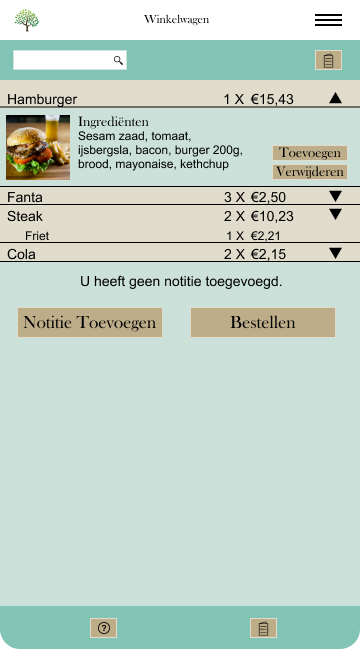 Winkelwagen
Hamburger 1 X €15,43
Ingrediënten
Sesam zaad, tomaat,
ijsbergsla, bacon, burger 200g,
brood, mayonaise, kethchup
Toevoegen
Verwijderen
Fanta 3 X €2,50
Steak 2 X €10,23
Friet 1 X €2,21
Cola 2 X €2,15
U heeft geen notitie toegevoegd.
Notitie Toevoegen Bestellen